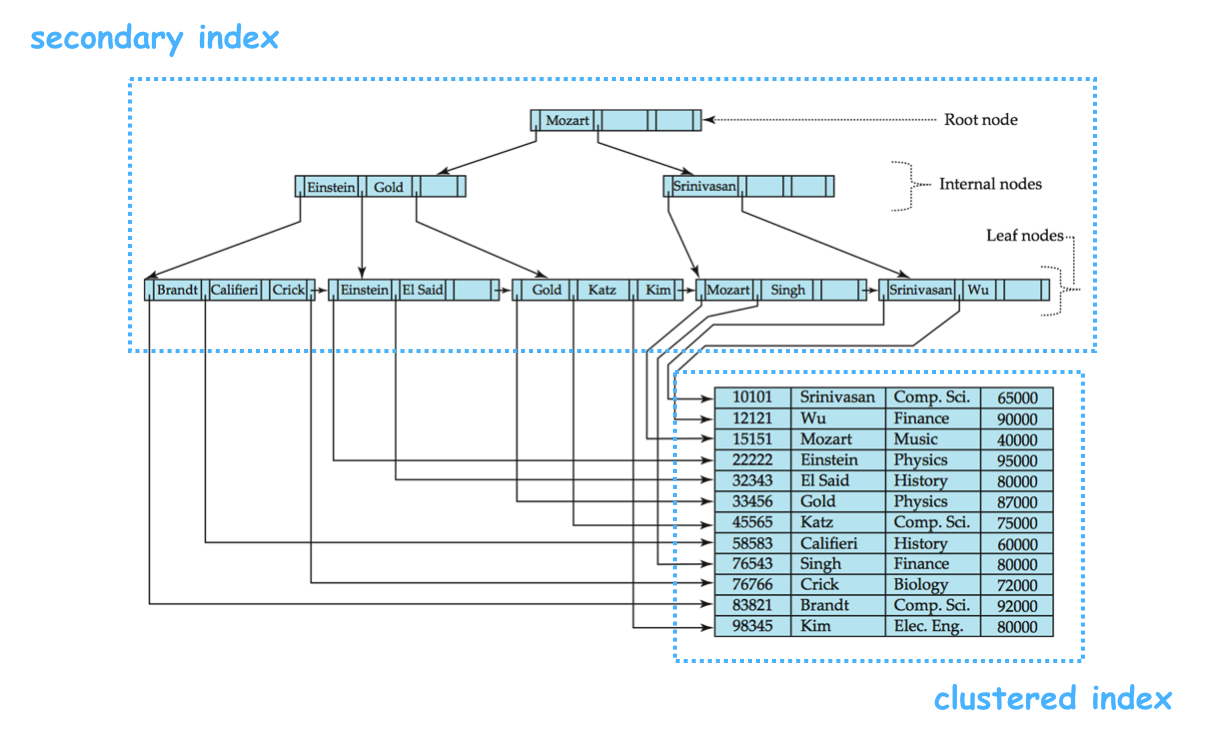 secondary index
Mozart
Root node
Einstein Gold
Srinivasan
Internal nodes
Leaf nodes
Brandt Califieri Crick Einstein El Said Gold Katz Kim Mozart Singh Srinivasan Wu
10101 Srinivasan Comp. Sci. 65000
12121 Wu Finance 90000
15151 Mozart Music 40000
22222 Einstein Physics 95000
32343 El Said History 80000
33456 Gold Physics 87000
45565 Katz Comp. Sci. 75000
58583 Califieri History 60000
76543 Singh Finance 80000
76766 Crick Biology 72000
83821 Brandt Comp. Sci. 92000
98345 Kim Elec. Eng. 80000
clustered index